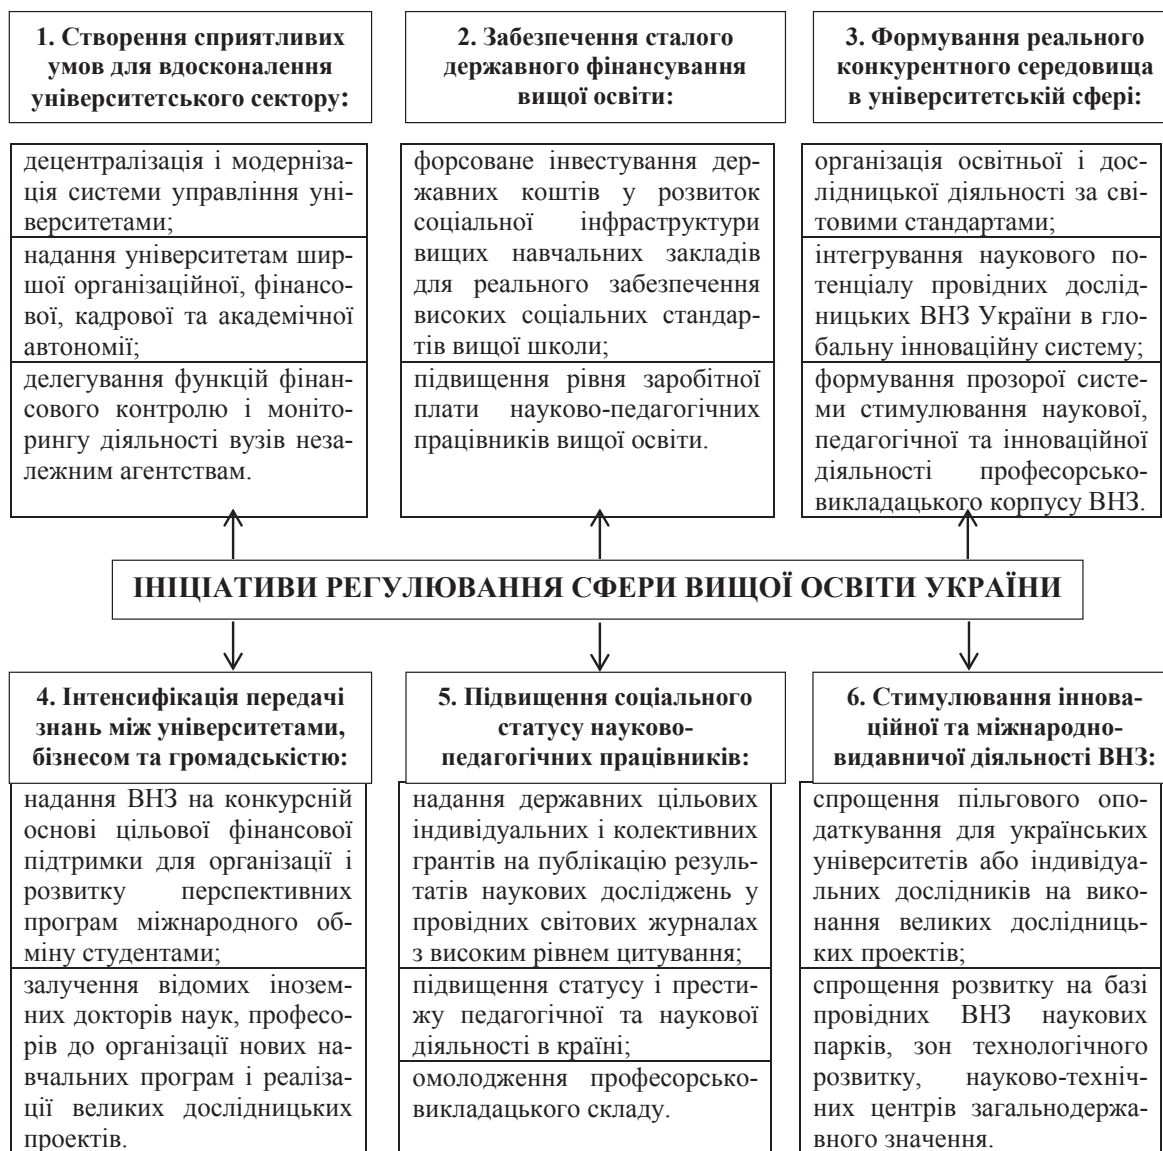 1. Створення сприятливих
умов для вдосконалення
університетського сектору:
децентралізація і модерніза-
ція системи управління уні-
верситетами;
надання університетам шир-
шої організаційної, фінансо-
вої, кадрової та академічної
автономії;
делегування функцій фінан-
сового контролю і моніто-
рингу діяльності вузів неза-
лежним агентствам.
2. Забезпечення сталого
державного фінансування
вищої освіти:
форсоване інвестування дер-
жавних коштів у розвиток
соціальної інфраструктури
вищих навчальних закладів
для реального забезпечення
високих соціальних стандар-
тів вищої школи;
підвищення рівня заробітної
плати науково-педагогічних
працівників вищої освіти.
3. Формування реального
конкурентного середовища
в університетській сфері:
організація освітньої і дос-
лідницької діяльності за сві-
товими стандартами;
інтегрування наукового по-
тенціалу провідних дослід-
ницьких ВНЗ України в гло-
бальну інноваційну систему;
формування прозорої систе-
ми стимулювання наукової,
педагогічної та інноваційної
діяльності професорсько-
викладацького корпусу ВНЗ.
ІНІЦІАТИВИ РЕГУЛЮВАННЯ СФЕРИ ВИЩОЇ ОСВІТИ УКРАЇНИ
4. Інтенсифікація передачі
знань між університетами,
бізнесом та громадськістю:
надання ВНЗ на конкурсній
основі цільової фінансової
підтримки для організації і
розвитку перспективних
програм міжнародного об-
міну студентами;
залучення відомих інозем-
них докторів наук, професо-
рів до організації нових на-
вчальних програм і реаліза-
ції великих дослідницьких
проектів.
5. Підвищення соціального
статусу науково-
педагогічних працівників:
надання державних цільових
індивідуальних і колективних
грантів на публікацію резуль-
татів наукових досліджень у
провідних світових журналах
з високим рівнем цитування;
підвищення статусу і прести-
жу педагогічної та наукової
діяльності в країні;
омолодження професорсько-
викладацького складу.
6. Стимулювання іннова-
ційної та міжнародно-
видавничої діяльності ВНЗ:
спрощення пільгового опо-
даткування для українських
університетів або індивідуа-
льних дослідників на вико-
нання великих дослідниць-
ких проектів;
спрощення розвитку на базі
провідних ВНЗ наукових
парків, зон технологічного
розвитку, науково-техніч-
них центрів загальнодержа-
вного значення.